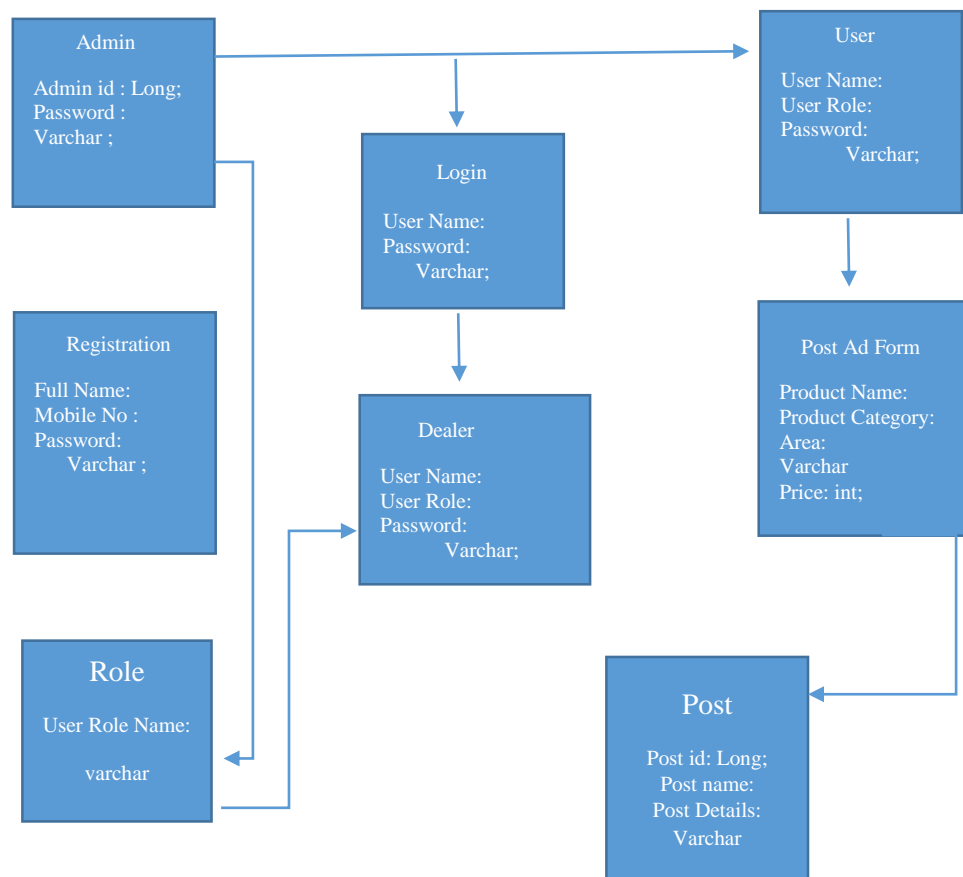 Admin
Admin id : Long;
Password :
Varchar ;
User
User Name:
User Role:
Password:
Varchar;
Login
User Name:
Password:
Varchar;
Registration
Full Name:
Mobile No :
Password:
Varchar ;
Post Ad Form
Product Name:
Product Category:
Area:
Varchar
Price: int;
Dealer
User Name:
User Role:
Password:
Varchar;
Role
User Role Name:
varchar
Post
Post id: Long;
Post name:
Post Details:
Varchar